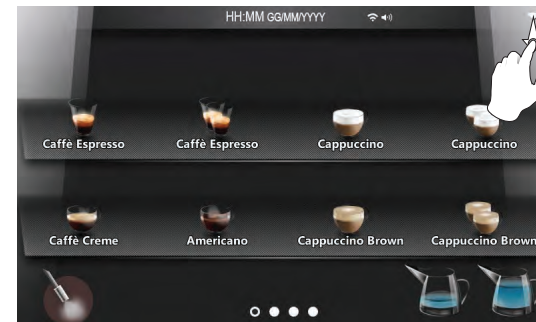 HH:MM GG/MM/YYYY
Caffè Espresso Caffè Espresso Cappuccino Cappuccino
Caffè Creme Americano Cappuccino Brown Cappuccino Brown